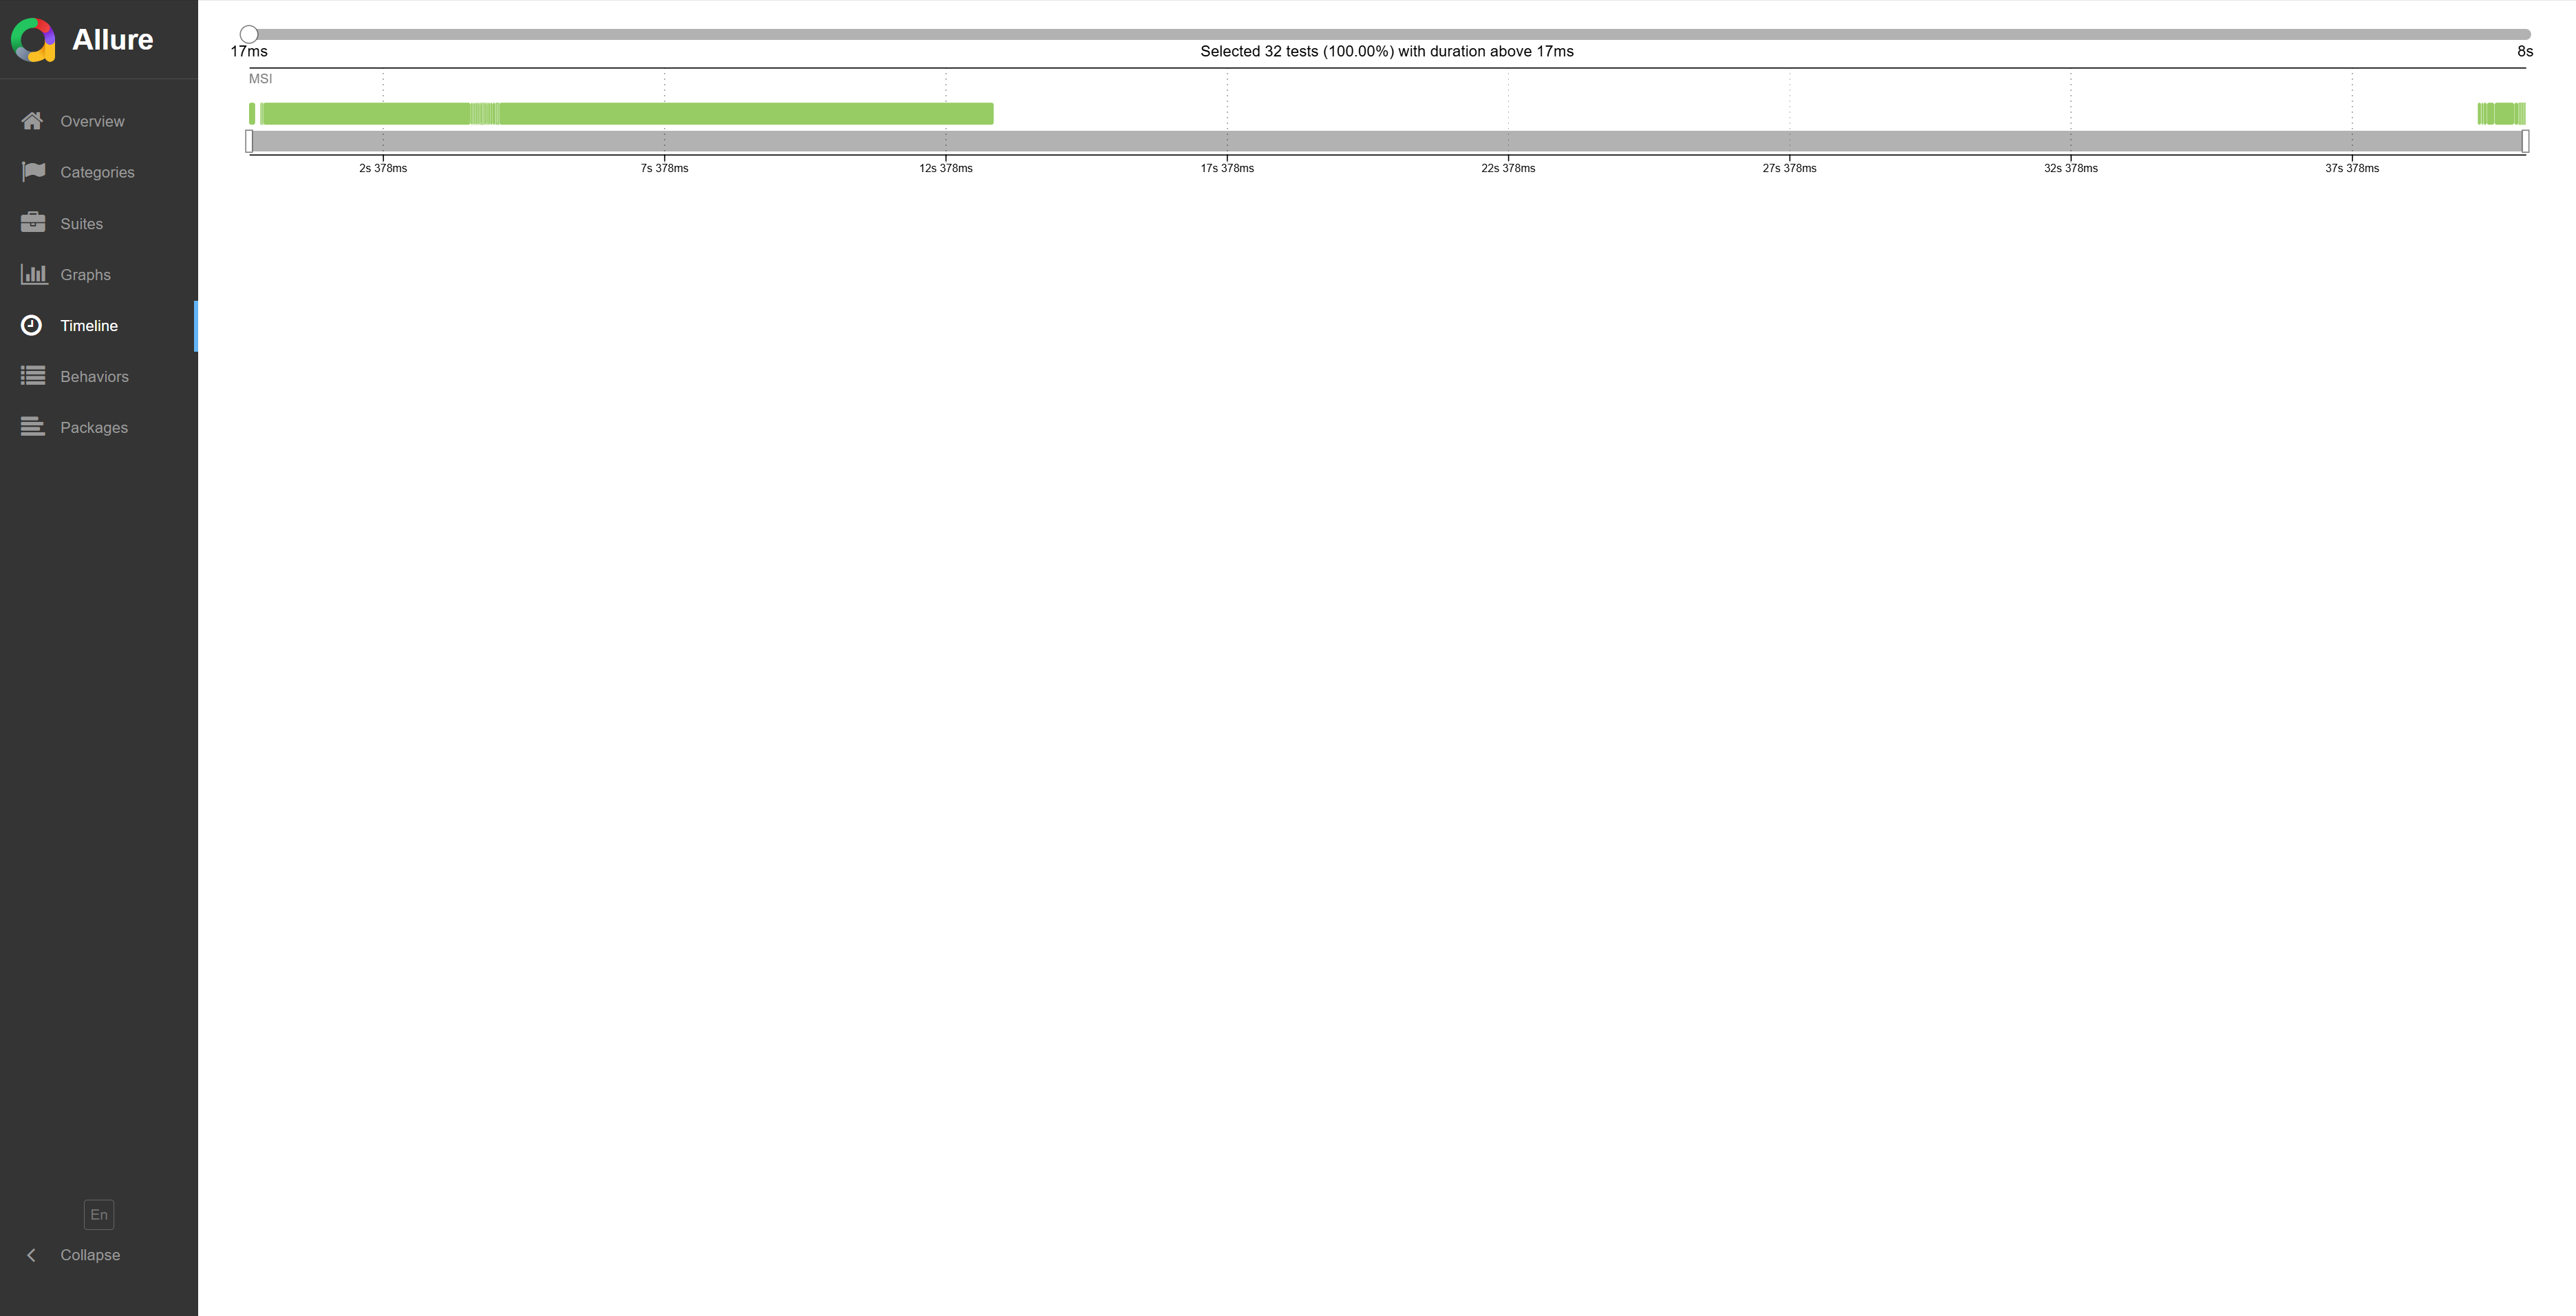 Allure
Overview
Categories
Suites
Graphs
Timeline
Behaviors
Packages
En
Collapse
17ms
Selected 32 tests (100.00%) with duration above 17ms
8s
MSI
2s 378ms
7s 378ms
12s 378ms
17s 378ms
22s 378ms
27s 378ms
32s 378ms
37s 378ms